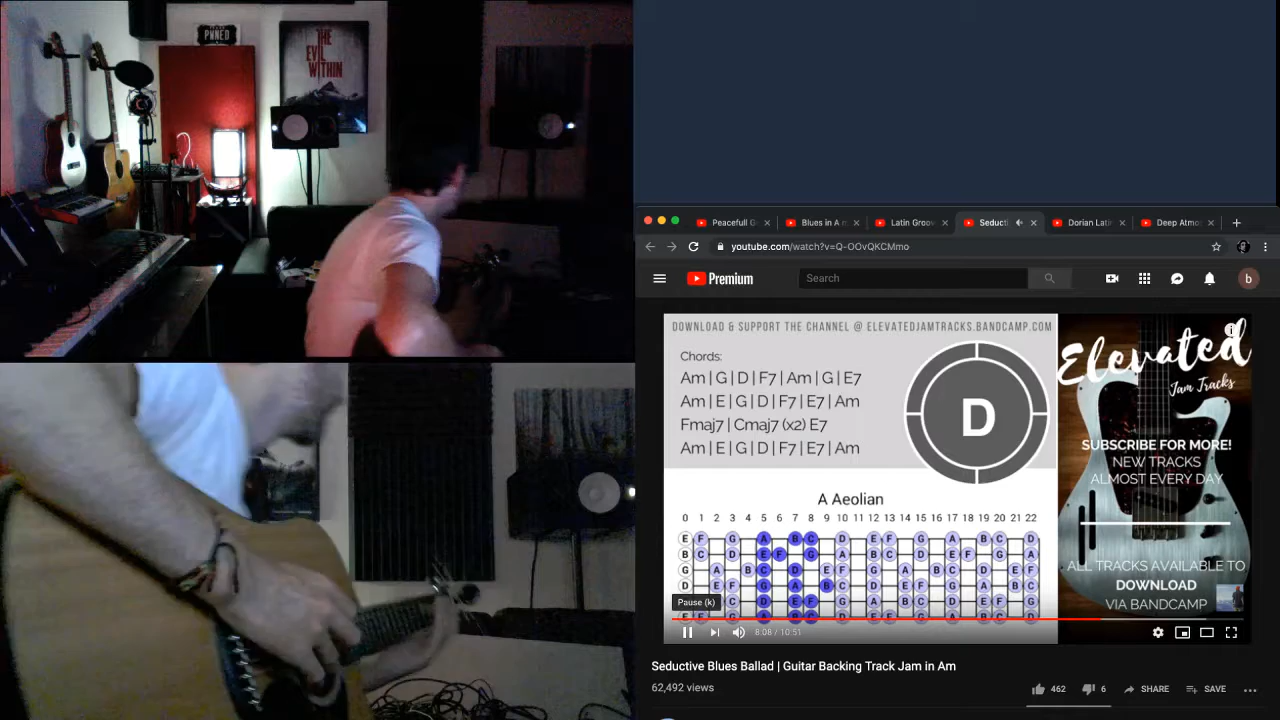 PWNED
THE
EVIL
WITHIN
Peacefull G
Blues in A m
Latin Groov
Seducti
Dorian Lati
Deep Atmos
youtube.com/watch?v=Q-OOvQKCMmo
Premium
Search
b
DOWNLOAD & SUPPORT THE CHANNEL @ ELEVATEDJAMTRACKS.BANDCAMP.COM
Chords:
Am | G | D | F7 | Am | G | E7
Am | E | G | D | F7 | E7 | Am
Fmaj7 | Cmaj7 (x2) E7
Am | E | G | D | F7 | E7 | Am
D
Elevated
Jam Tracks
SUBSCRIBE FOR MORE!
NEW TRACKS
ALMOST EVERY DAY
ALL TRACKS AVAILABLE TO
DOWNLOAD
VIA BANDCAMP
A Aeolian
0 1 2 3 4 5 6 7 8 9 10 11 12 13 14 15 16 17 18 19 20 21 22
E F G A B C D E F G A B C D
B C D E F G A B C D E F G A
G A B C D E F G A B C D E F
D E F G A B C D E F G A B C
Pause (k)
8:08 / 10:51
Seductive Blues Ballad | Guitar Backing Track Jam in Am
62,492 views
462
6
SHARE
SAVE